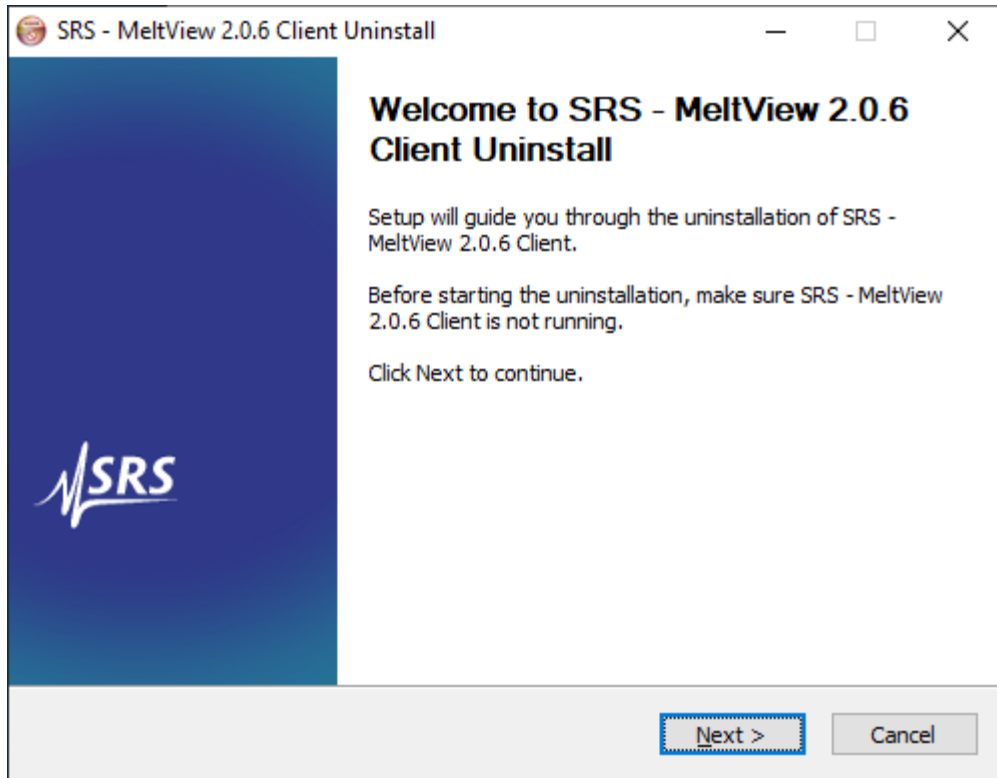 SRS - MeltView 2.0.6 Client Uninstall
Welcome to SRS - MeltView 2.0.6
Client Uninstall
Setup will guide you through the uninstallation of SRS -
MeltView 2.0.6 Client.
Before starting the uninstallation, make sure SRS - MeltView
2.0.6 Client is not running.
Click Next to continue.
SRS
Next >
Cancel